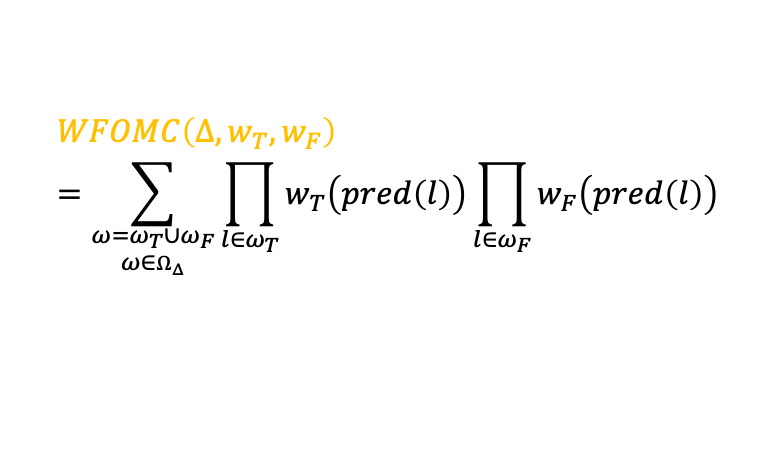 WFOMC(Δ, w_T, w_F)
= ∑ ∏ w_T(pred(l)) ∏ w_F(pred(l))
ω=ω_T∪ω_F l∈ω_T l∈ω_F
ω∈Ω_Δ